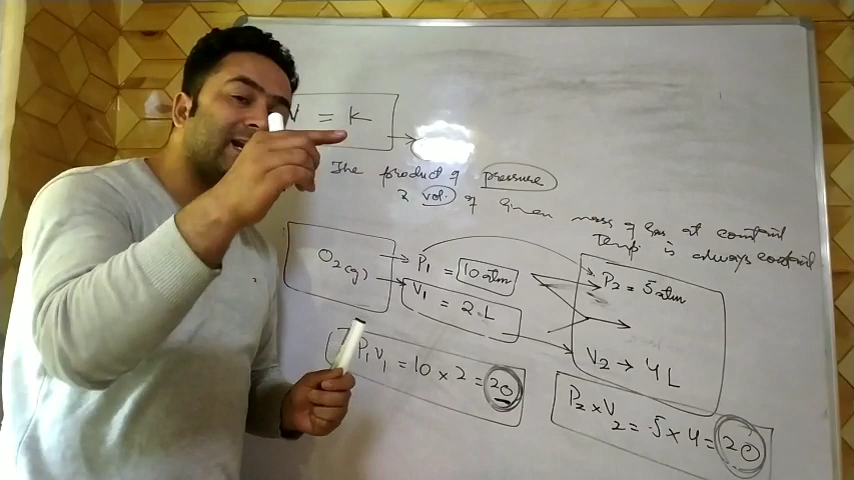 V = K
The product of pressure
& vol. of given mass of gas at constant
Temp is always constant
O2(g)
P1 = 10 atm
V1 = 2.L
P2 = 5 atm
V2 → 4L
P1V1 = 10 × 2 = 20
P2 × V2 = 5 × 4 = 20